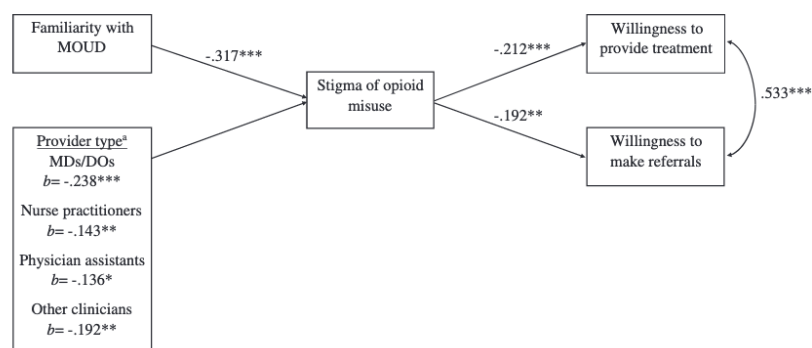 Familiarity with
MOUD
-.317***
Provider typeᵃ
MDs/DOs
b= -.238***
Nurse practitioners
b= -.143**
Physician assistants
b= -.136*
Other clinicians
b= -.192**
Stigma of opioid
misuse
-.212***
-.192**
Willingness to
provide treatment
Willingness to
make referrals
.533***